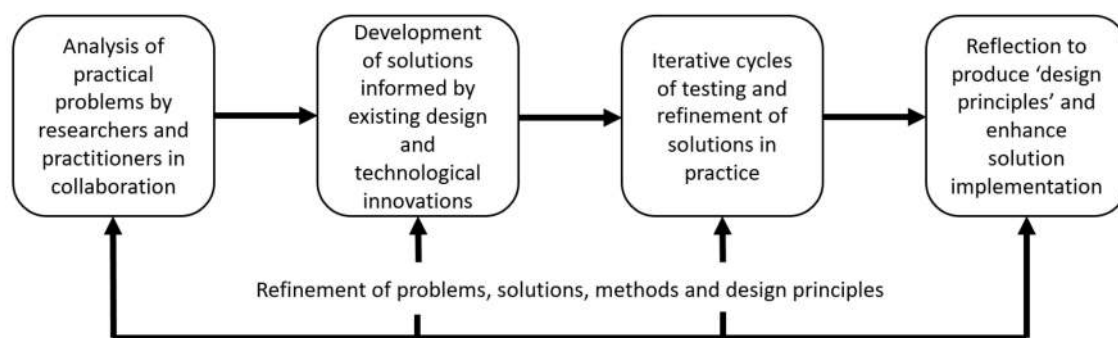 Analysis of
practical
problems by
researchers and
practitioners in
collaboration
Development
of solutions
informed by
existing design
and
technological
innovations
Iterative cycles
of testing and
refinement of
solutions in
practice
Reflection to
produce ‘design
principles’ and
enhance
solution
implementation
Refinement of problems, solutions, methods and design principles